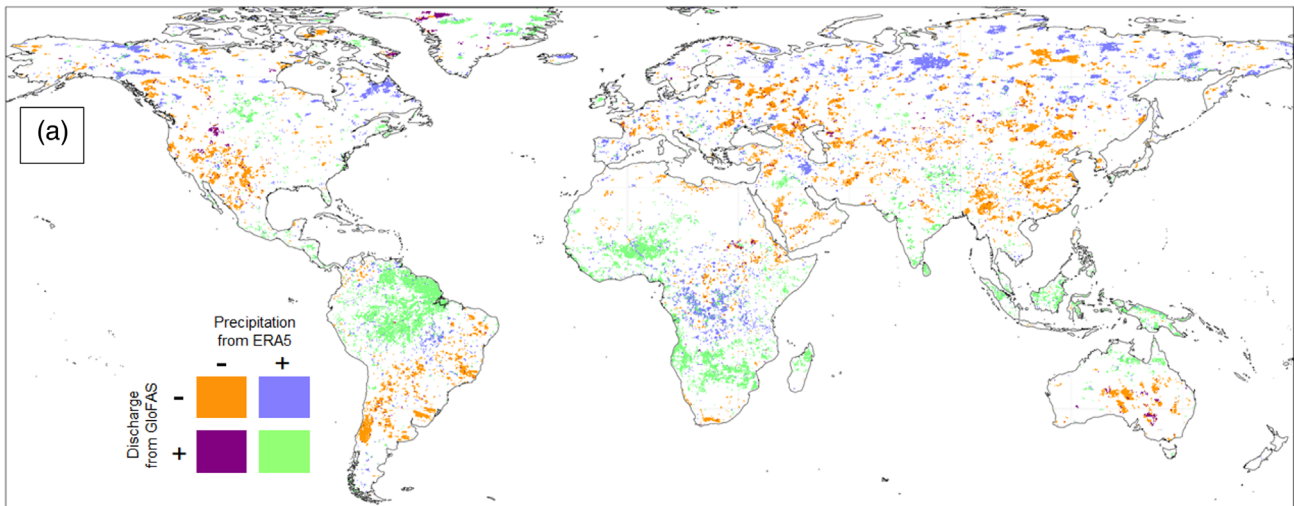 (a)
Precipitation
from ERA5
- +
Discharge
from GloFAS
-
+